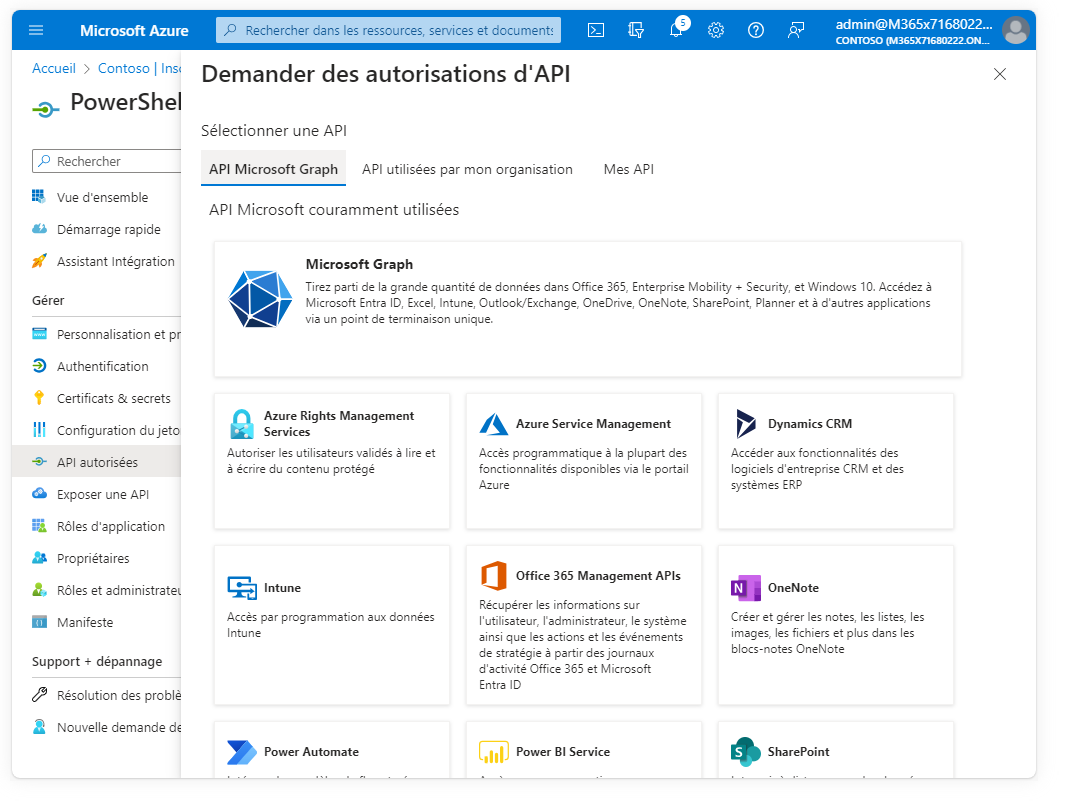 Microsoft Azure
Rechercher dans les ressources, services et documents
5
admin@M365x7168022...
CONTOSO (M365X71680222.ON...
Accueil > Contoso | Insc
PowerShel
Demander des autorisations d'API
Sélectionner une API
API Microsoft Graph
API utilisées par mon organisation
Mes API
API Microsoft couramment utilisées
Rechercher
Vue d'ensemble
Démarrage rapide
Assistant Intégration
Gérer
Personnalisation et pr
Authentification
Certificats & secrets
Configuration du jeto
API autorisées
Exposer une API
Rôles d'application
Propriétaires
Rôles et administrateu
Manifeste
Support + dépannage
Résolution des problè
Nouvelle demande de
Microsoft Graph
Tirez parti de la grande quantité de données dans Office 365, Enterprise Mobility + Security, et Windows 10. Accédez à
Microsoft Entra ID, Excel, Intune, Outlook/Exchange, OneDrive, OneNote, SharePoint, Planner et à d'autres applications
via un point de terminaison unique.
Azure Rights Management
Services
Autoriser les utilisateurs validés à lire et
à écrire du contenu protégé
Azure Service Management
Accès programmatique à la plupart des
fonctionnalités disponibles via le portail
Azure
Dynamics CRM
Accéder aux fonctionnalités des
logiciels d'entreprise CRM et des
systèmes ERP
Intune
Accès par programmation aux données
Intune
Office 365 Management APIs
Récupérer les informations sur
l'utilisateur, l'administrateur, le système
ainsi que les actions et les événements
de stratégie à partir des journaux
d'activité Office 365 et Microsoft
Entra ID
OneNote
Créer et gérer les notes, les listes, les
images, les fichiers et plus dans les
blocs-notes OneNote
Power Automate
Power BI Service
SharePoint